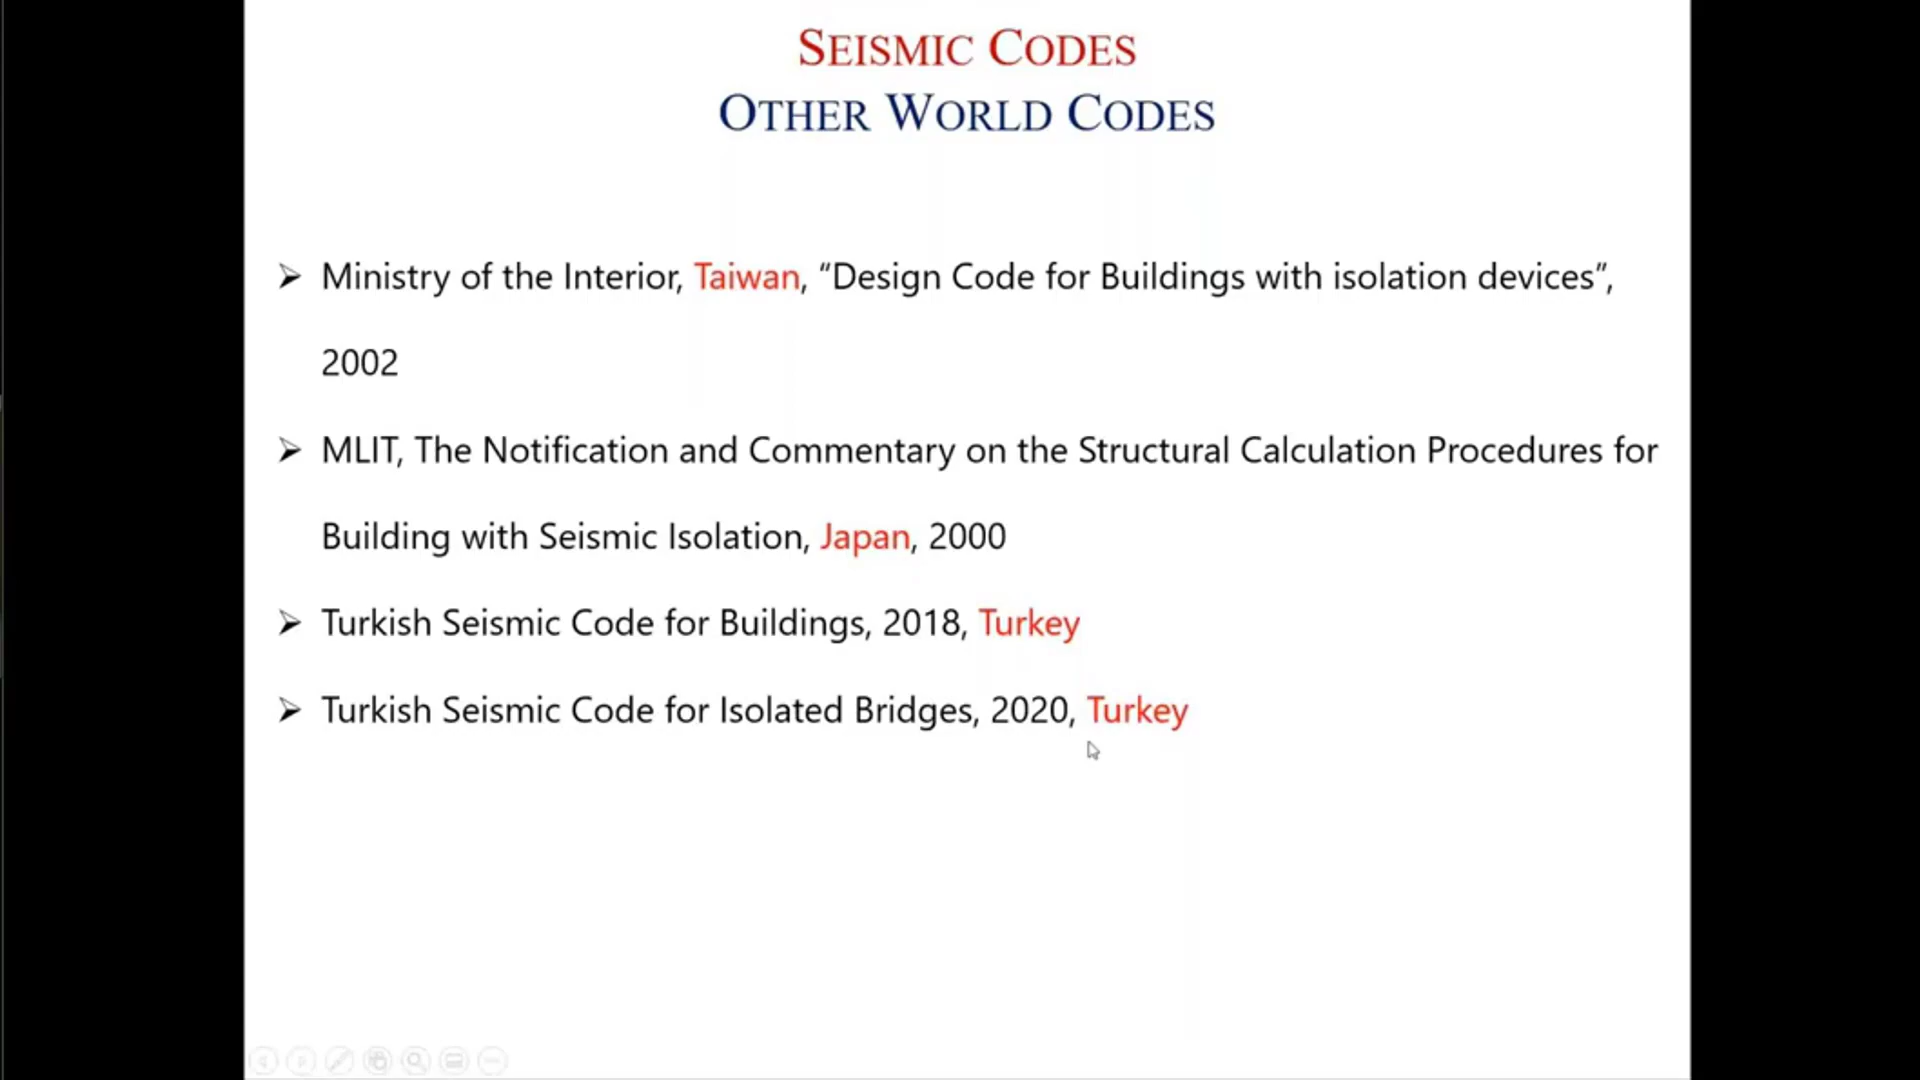 SEISMIC CODES
OTHER WORLD CODES
➢ Ministry of the Interior, Taiwan, “Design Code for Buildings with isolation devices”,
2002
➢ MLIT, The Notification and Commentary on the Structural Calculation Procedures for
Building with Seismic Isolation, Japan, 2000
➢ Turkish Seismic Code for Buildings, 2018, Turkey
➢ Turkish Seismic Code for Isolated Bridges, 2020, Turkey